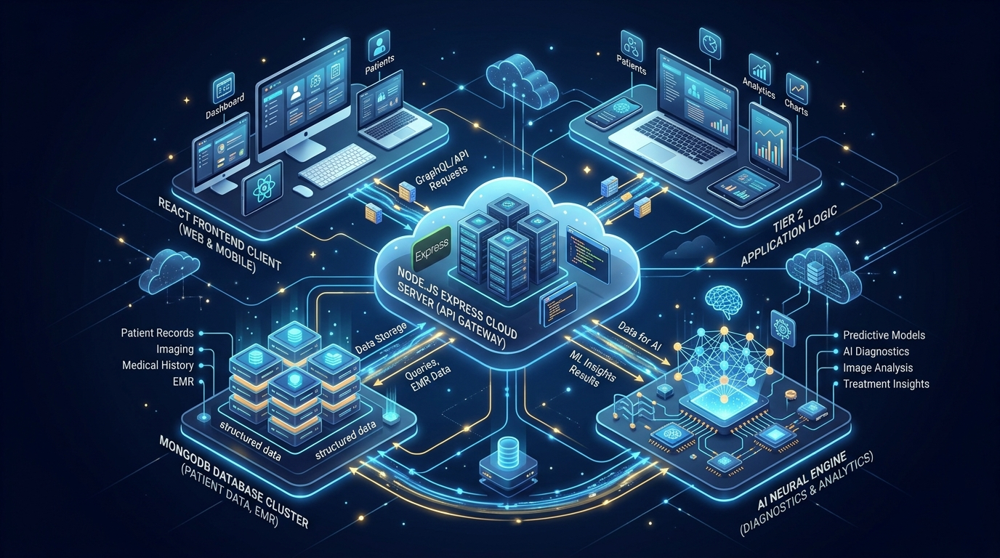 Patients
Dashboard
Patients
Analytics
Charts
GraphQL/API
Requests
REACT FRONTEND CLIENT
(WEB & MOBILE)
TIER 2
APPLICATION LOGIC
Express
NODE.JS EXPRESS CLOUD
SERVER (API GATEWAY)
Data Storage
Queries,
EMR Data
Data for AI
ML Insights
Results
Patient Records
Imaging
Medical History
EMR
structured data
structured data
MONGODB DATABASE CLUSTER
(PATIENT DATA, EMR)
Predictive Models
AI Diagnostics
Image Analysis
Treatment Insights
AI NEURAL ENGINE
(DIAGNOSTICS & ANALYTICS)